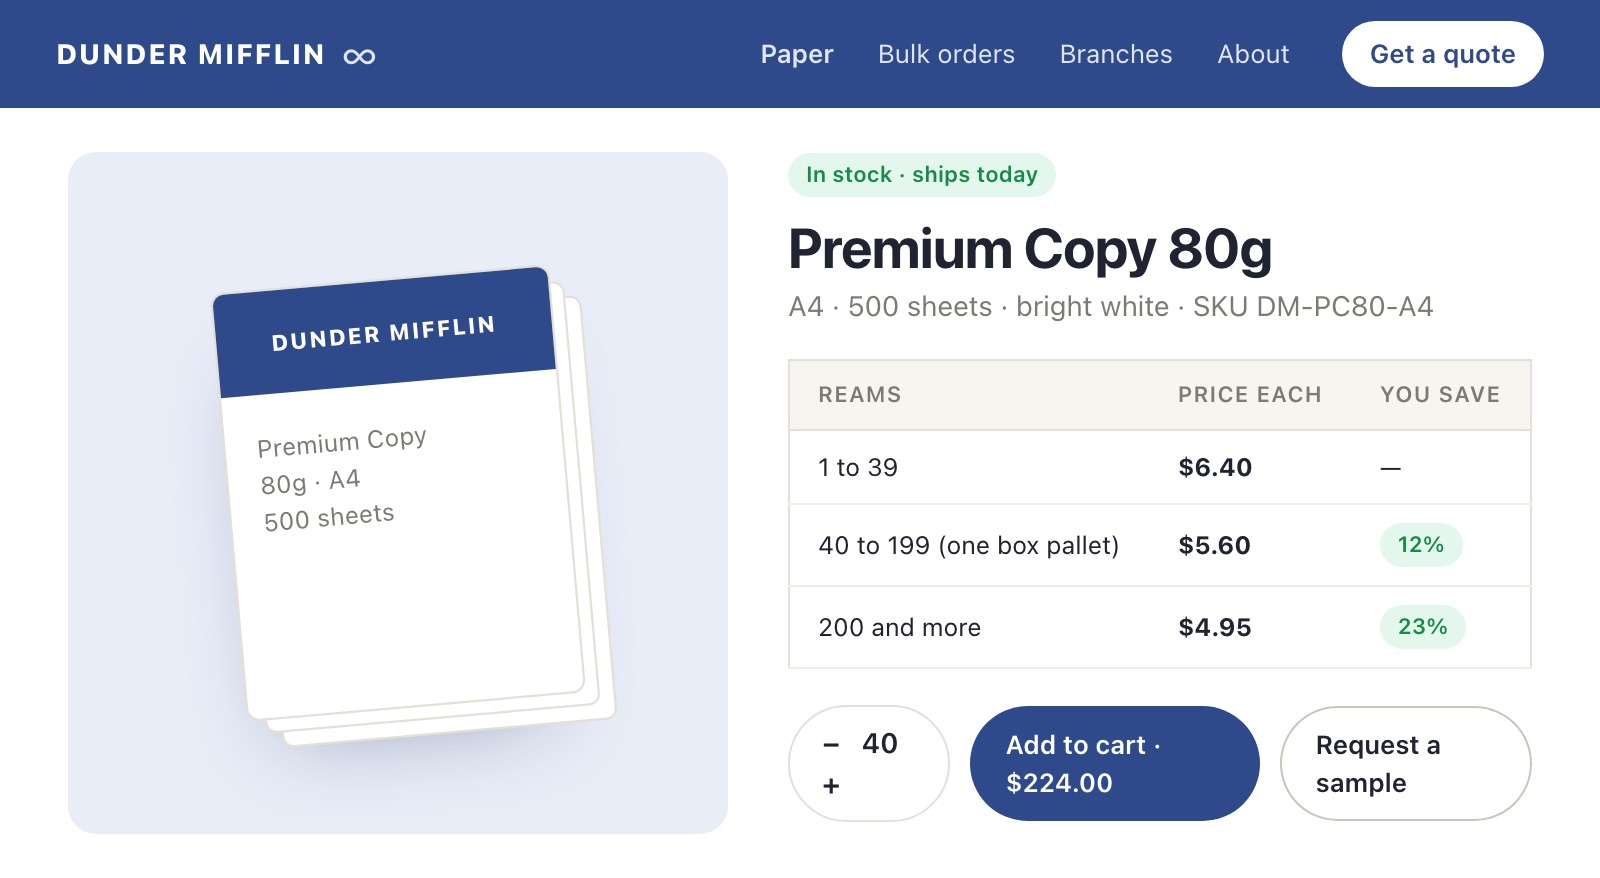 DUNDER MIFFLIN ∞
Paper Bulk orders Branches About Get a quote
DUNDER MIFFLIN
Premium Copy
80g · A4
500 sheets
In stock · ships today
Premium Copy 80g
A4 · 500 sheets · bright white · SKU DM-PC80-A4
REAMS PRICE EACH YOU SAVE
1 to 39 $6.40 —
40 to 199 (one box pallet) $5.60 12%
200 and more $4.95 23%
− 40
+
Add to cart ·
$224.00
Request a
sample